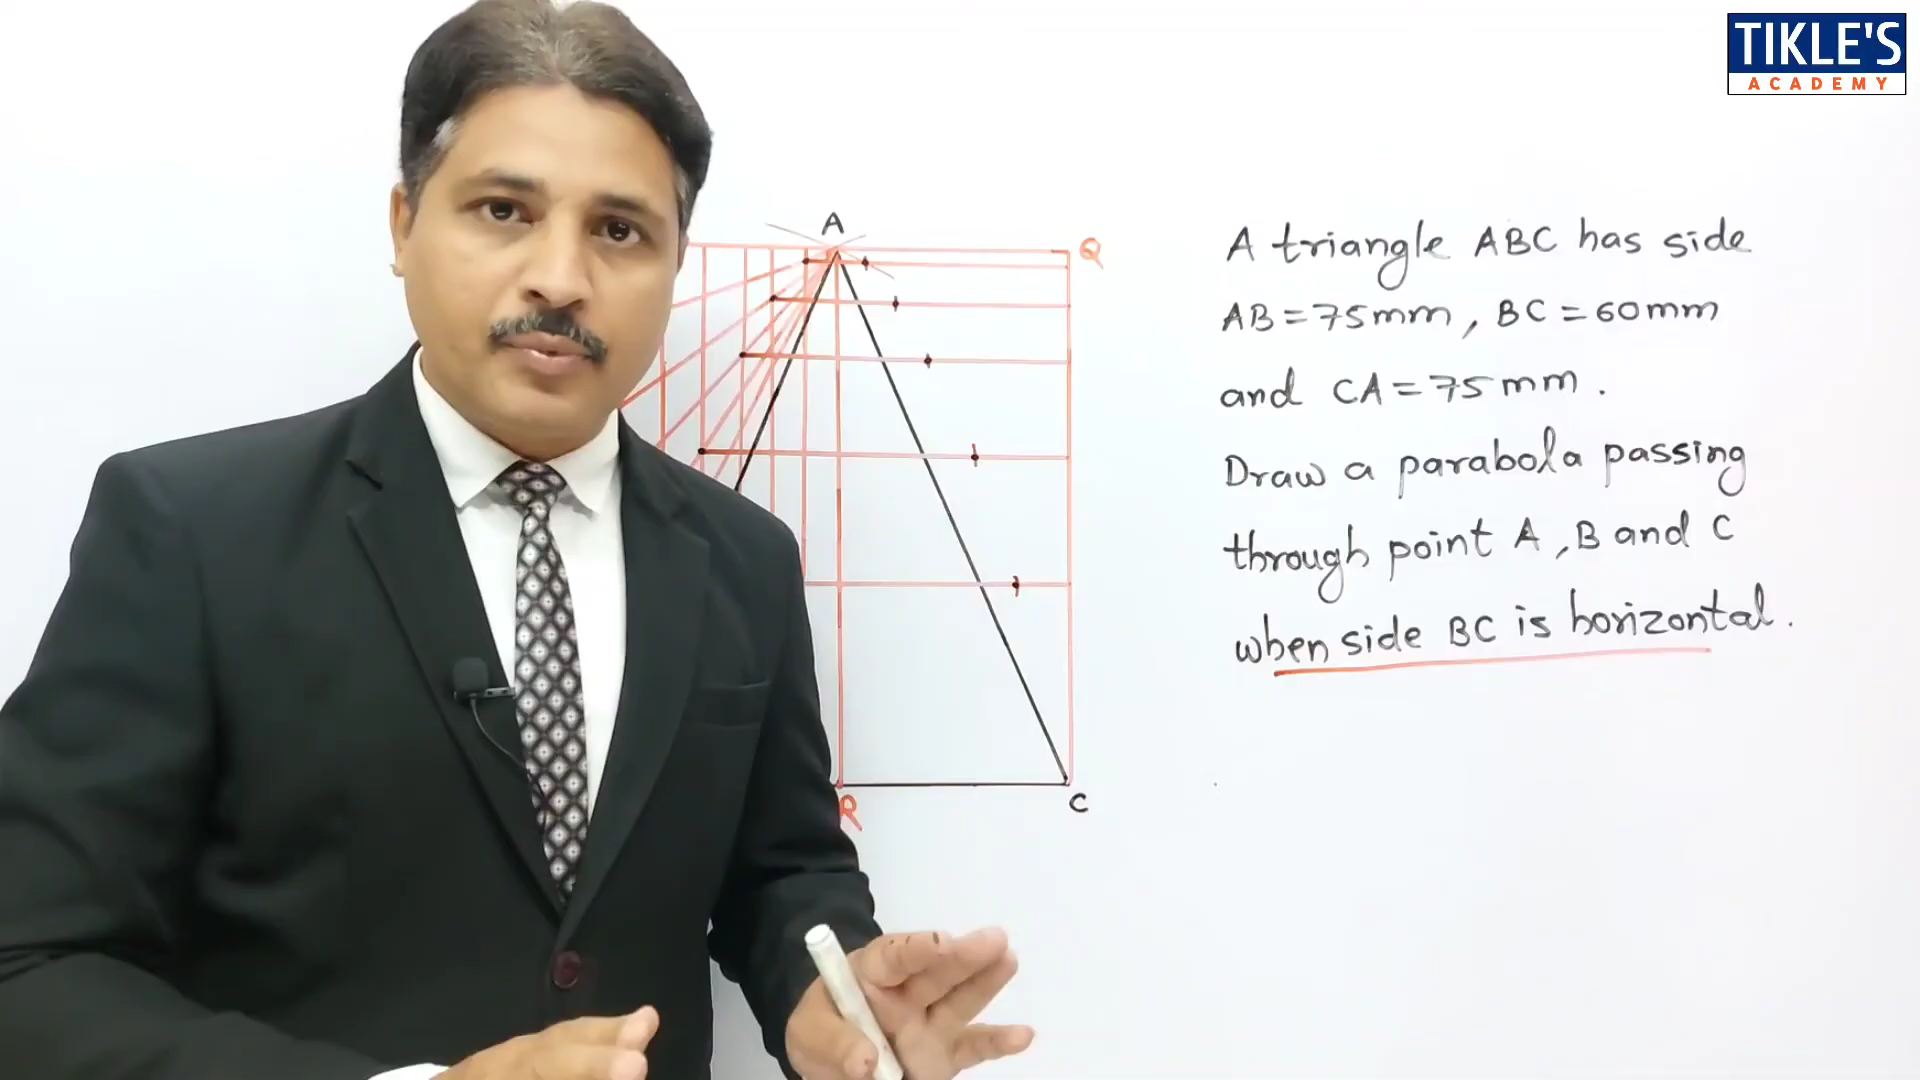 TIKLE'S
ACADEMY
A
Q
R
C
A triangle ABC has side
AB = 75mm, BC = 60mm
and CA = 75mm.
Draw a parabola passing
through point A, B and C
when side BC is horizontal.